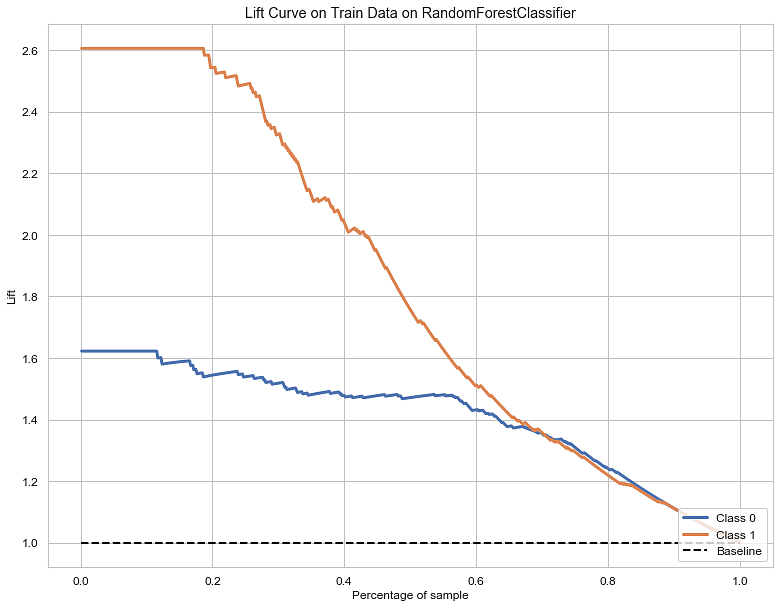 Lift Curve on Train Data on RandomForestClassifier
Lift
2.6
2.4
2.2
2.0
1.8
1.6
1.4
1.2
1.0
0.0 0.2 0.4 0.6 0.8 1.0
Percentage of sample
Class 0
Class 1
Baseline